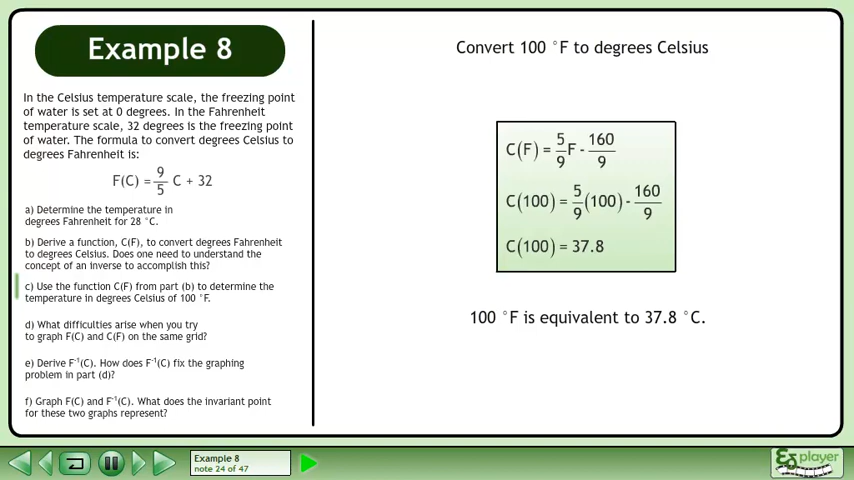 Example 8
In the Celsius temperature scale, the freezing point
of water is set at 0 degrees. In the Fahrenheit
temperature scale, 32 degrees is the freezing point
of water. The formula to convert degrees Celsius to
degrees Fahrenheit is:
F(C) = 9/5 C + 32
a) Determine the temperature in
degrees Fahrenheit for 28 °C.
b) Derive a function, C(F), to convert degrees Fahrenheit
to degrees Celsius. Does one need to understand the
concept of an inverse to accomplish this?
c) Use the function C(F) from part (b) to determine the
temperature in degrees Celsius of 100 °F.
d) What difficulties arise when you try
to graph F(C) and C(F) on the same grid?
e) Derive F⁻¹(C). How does F⁻¹(C) fix the graphing
problem in part (d)?
f) Graph F(C) and F⁻¹(C). What does the invariant point
for these two graphs represent?
Convert 100 °F to degrees Celsius
C(F) = 5/9 F - 160/9
C(100) = 5/9 (100) - 160/9
C(100) = 37.8
100 °F is equivalent to 37.8 °C.
Example 8
note 24 of 47
player